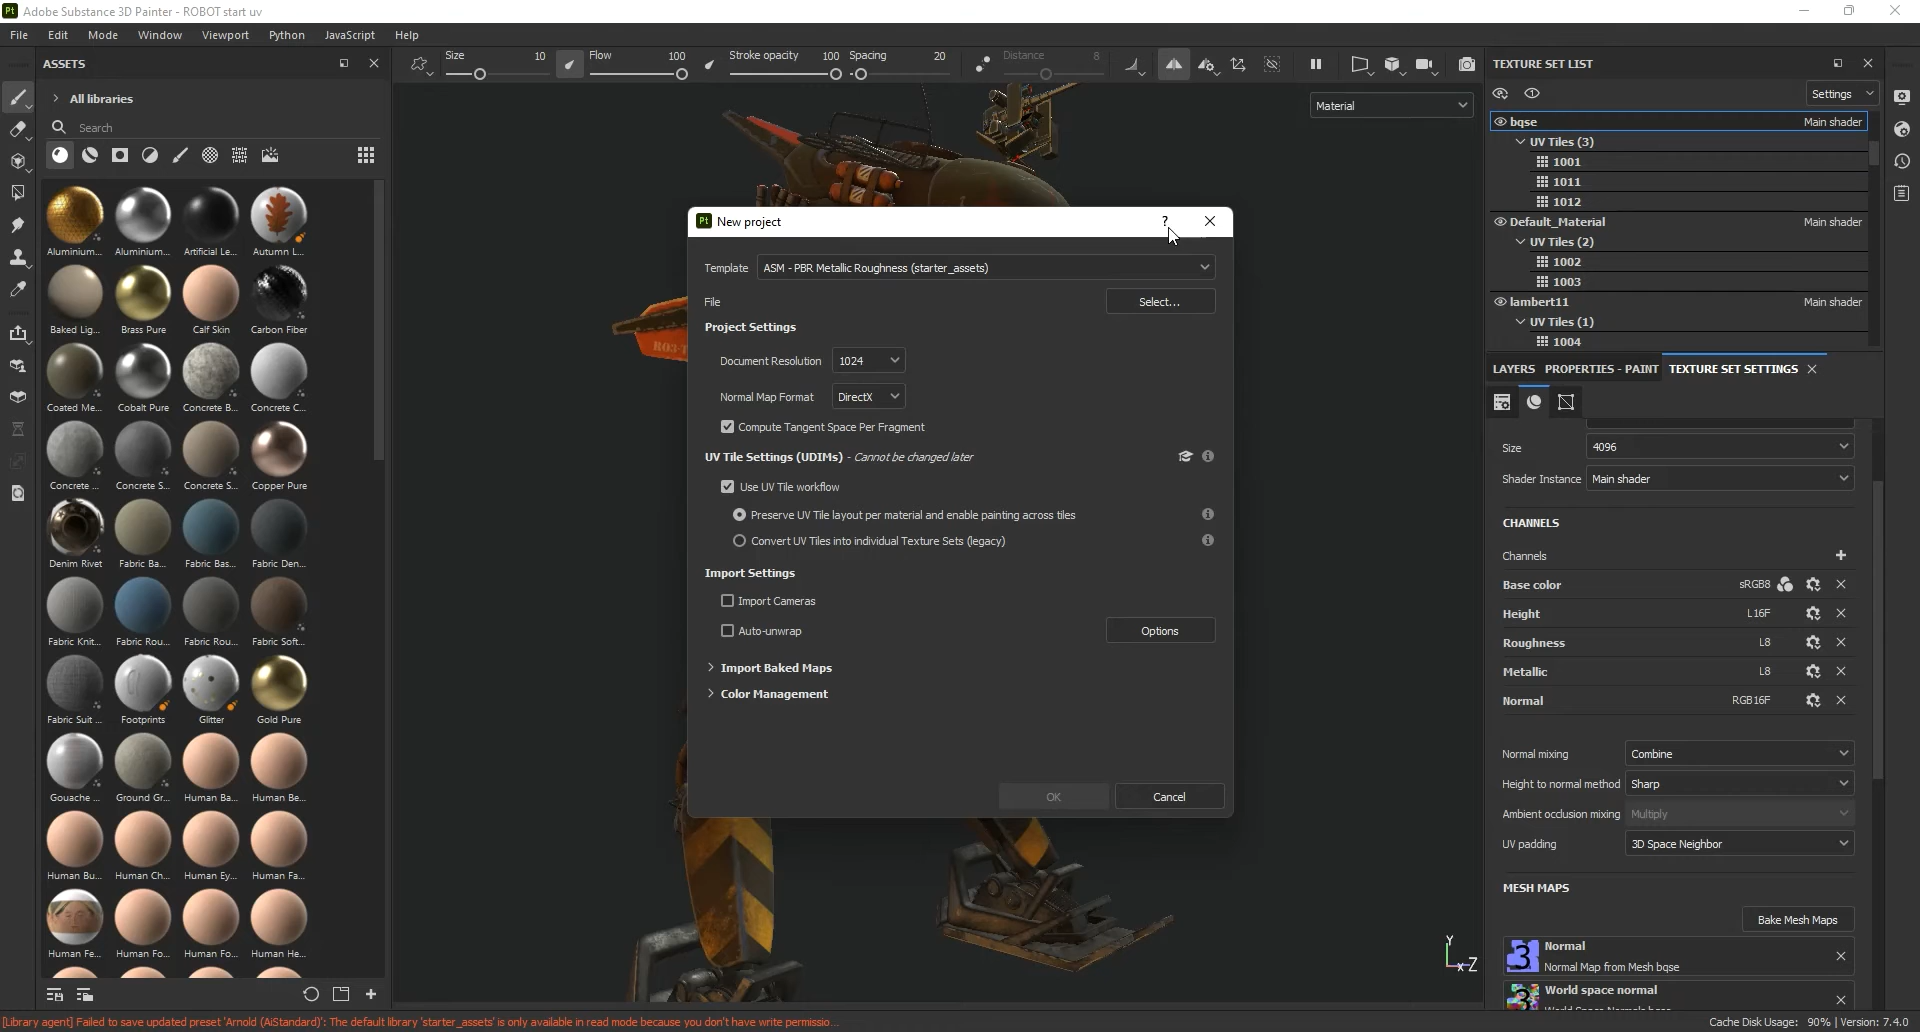 Adobe Substance 3D Painter - ROBOT start uv
File Edit Mode Window Viewport Python JavaScript Help
ASSETS
All libraries
Search
Aluminium... Aluminium... Artificial Le... Autumn L...
Baked Lig... Brass Pure Calf Skin Carbon Fiber
Coated Me... Cobalt Pure Concrete B... Concrete C...
Concrete ... Concrete S... Concrete S... Copper Pure
Denim Rivet Fabric Ba... Fabric Bas... Fabric Den...
Fabric Knit... Fabric Rou... Fabric Rou... Fabric Soft...
Fabric Suit ... Footprints Glitter Gold Pure
Gouache ... Ground Gr... Human Ba... Human Be...
Human Bu... Human Ch... Human Ey... Human Fa...
Human Fe... Human Fo... Human Fo... Human He...
Size 10 Flow 100 Stroke opacity 100 Spacing 20 Distance 8
Material
R03-T
New project
?
Template ASM - PBR Metallic Roughness (starter_assets)
File Select...
Project Settings
Document Resolution 1024
Normal Map Format DirectX
Compute Tangent Space Per Fragment
UV Tile Settings (UDIMs) - Cannot be changed later
Use UV Tile workflow
Preserve UV Tile layout per material and enable painting across tiles
Convert UV Tiles into individual Texture Sets (legacy)
Import Settings
Import Cameras
Auto-unwrap Options
Import Baked Maps
Color Management
OK Cancel
Y
X Z
TEXTURE SET LIST
Settings
bqse Main shader
UV Tiles (3)
1001
1011
1012
Default_Material Main shader
UV Tiles (2)
1002
1003
lambert11 Main shader
UV Tiles (1)
1004
LAYERS PROPERTIES - PAINT TEXTURE SET SETTINGS
Size 4096
Shader Instance Main shader
CHANNELS
Channels
Base color sRGB8
Height L16F
Roughness L8
Metallic L8
Normal RGB16F
Normal mixing Combine
Height to normal method Sharp
Ambient occlusion mixing Multiply
UV padding 3D Space Neighbor
MESH MAPS
Bake Mesh Maps
Normal
Normal Map from Mesh bqse
World space normal
[Library agent] Failed to save updated preset 'Arnold (AiStandard)': The default library 'starter_assets' is only available in read mode because you don't have write permissio...
Cache Disk Usage: 90% | Version: 7.4.0